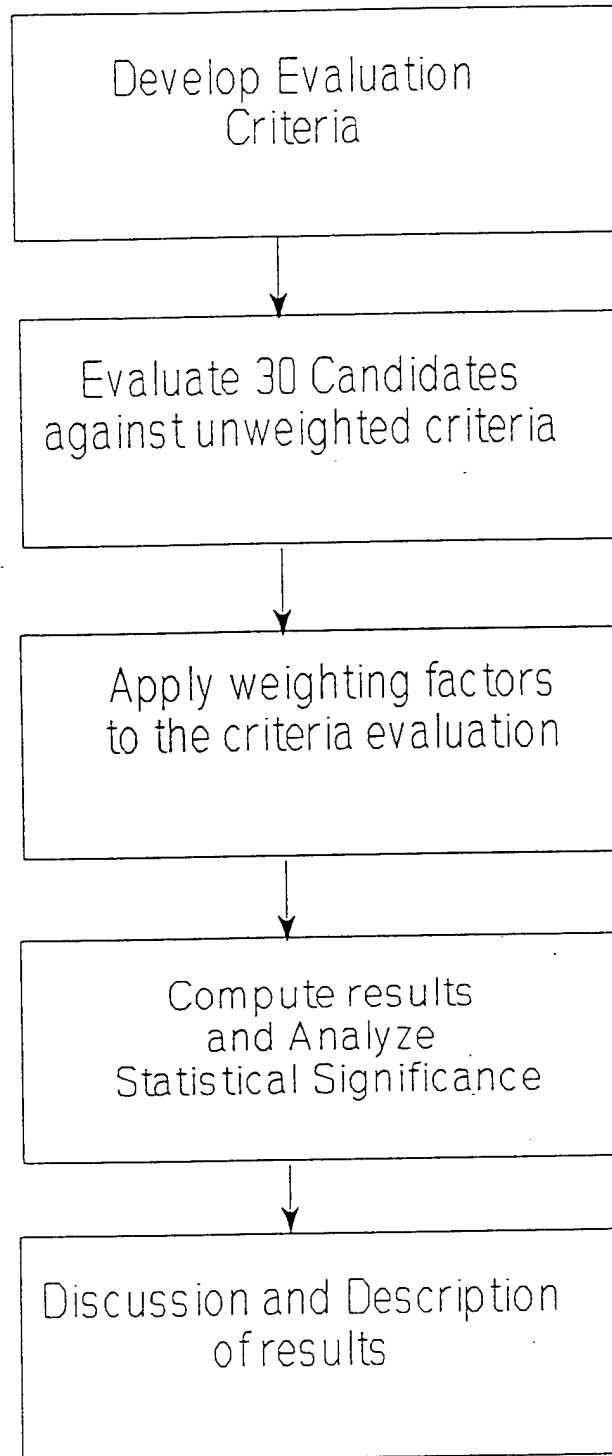 Develop Evaluation
Criteria
Evaluate 30 Candidates
against unweighted criteria
Apply weighting factors
to the criteria evaluation
Compute results
and Analyze
Statistical Significance
Discussion and Description
of results